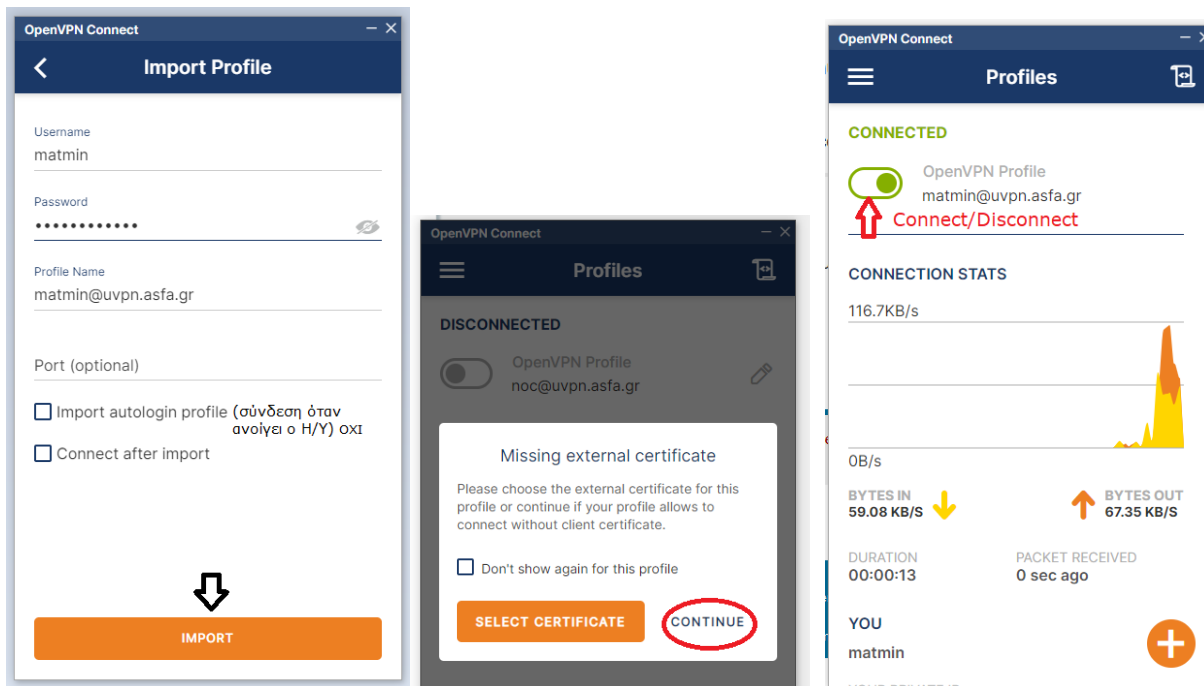 OpenVPN Connect
Import Profile
Username
matmin
Password
••••••••••••
Profile Name
matmin@uvpn.asfa.gr
Port (optional)
Import autologin profile (σύνδεση όταν
ανοίγει ο Η/Υ) ΟΧΙ
Connect after import
IMPORT
OpenVPN Connect
Profiles
DISCONNECTED
OpenVPN Profile
noc@uvpn.asfa.gr
Missing external certificate
Please choose the external certificate for this
profile or continue if your profile allows to
connect without client certificate.
Don't show again for this profile
SELECT CERTIFICATE
CONTINUE
OpenVPN Connect
Profiles
CONNECTED
OpenVPN Profile
matmin@uvpn.asfa.gr
Connect/Disconnect
CONNECTION STATS
116.7KB/s
0B/s
BYTES IN
59.08 KB/S
BYTES OUT
67.35 KB/S
DURATION
00:00:13
PACKET RECEIVED
0 sec ago
YOU
matmin